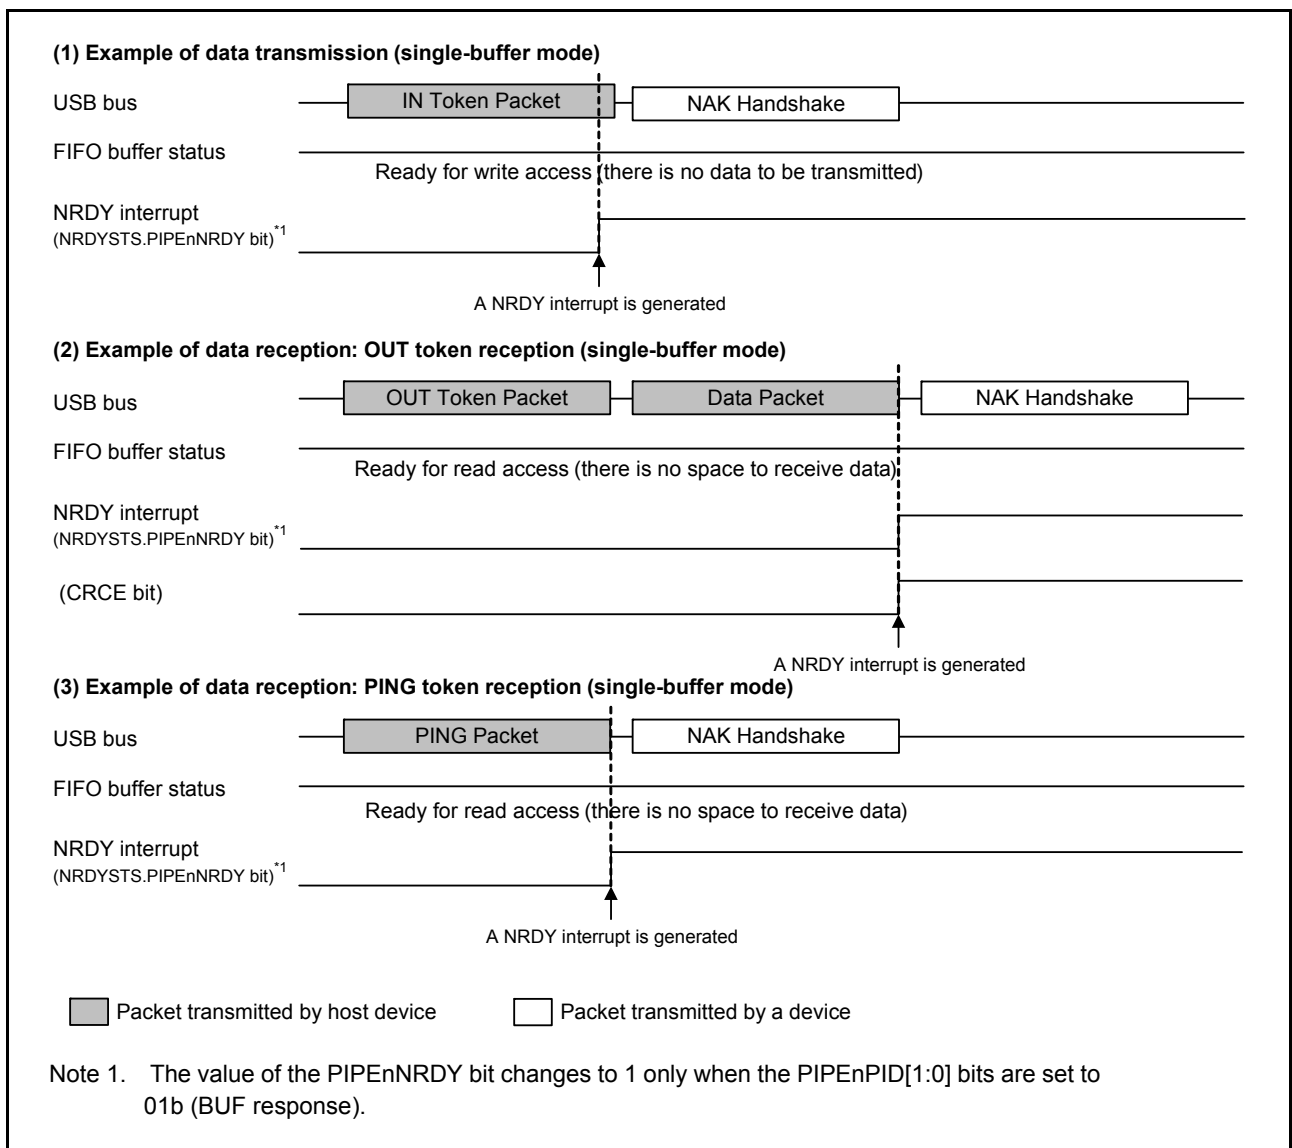 (1) Example of data transmission (single-buffer mode)
USB bus
IN Token Packet
NAK Handshake
FIFO buffer status
Ready for write access (there is no data to be transmitted)
NRDY interrupt
(NRDYSTS.PIPEnNRDY bit)*1
A NRDY interrupt is generated
(2) Example of data reception: OUT token reception (single-buffer mode)
USB bus
OUT Token Packet
Data Packet
NAK Handshake
FIFO buffer status
Ready for read access (there is no space to receive data)
NRDY interrupt
(NRDYSTS.PIPEnNRDY bit)*1
(CRCE bit)
A NRDY interrupt is generated
(3) Example of data reception: PING token reception (single-buffer mode)
USB bus
PING Packet
NAK Handshake
FIFO buffer status
Ready for read access (there is no space to receive data)
NRDY interrupt
(NRDYSTS.PIPEnNRDY bit)*1
A NRDY interrupt is generated
Packet transmitted by host device
Packet transmitted by a device
Note 1. The value of the PIPEnNRDY bit changes to 1 only when the PIPEnPID[1:0] bits are set to
01b (BUF response).